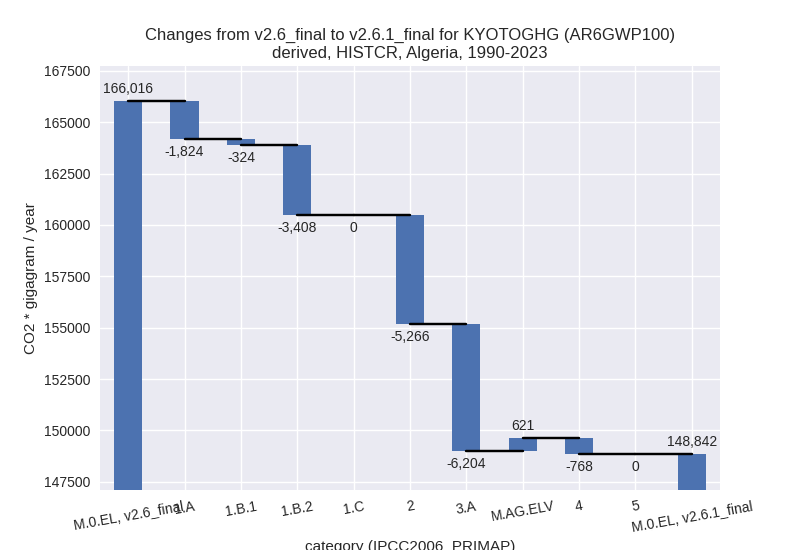 Changes from v2.6_final to v2.6.1_final for KYOTOGHG (AR6GWP100)
derived, HISTCR, Algeria, 1990-2023
167500
165000
162500
160000
157500
155000
152500
150000
147500
CO2 * gigagram / year
166,016
-1,824
-324
-3,408
0
-5,266
-6,204
621
-768
0
148,842
M.0.EL, v2.6_final
1.A
1.B.1
1.B.2
1.C
2
3.A
M.AG.ELV
4
5
M.0.EL, v2.6.1_final
category (IPCC2006_PRIMAP)